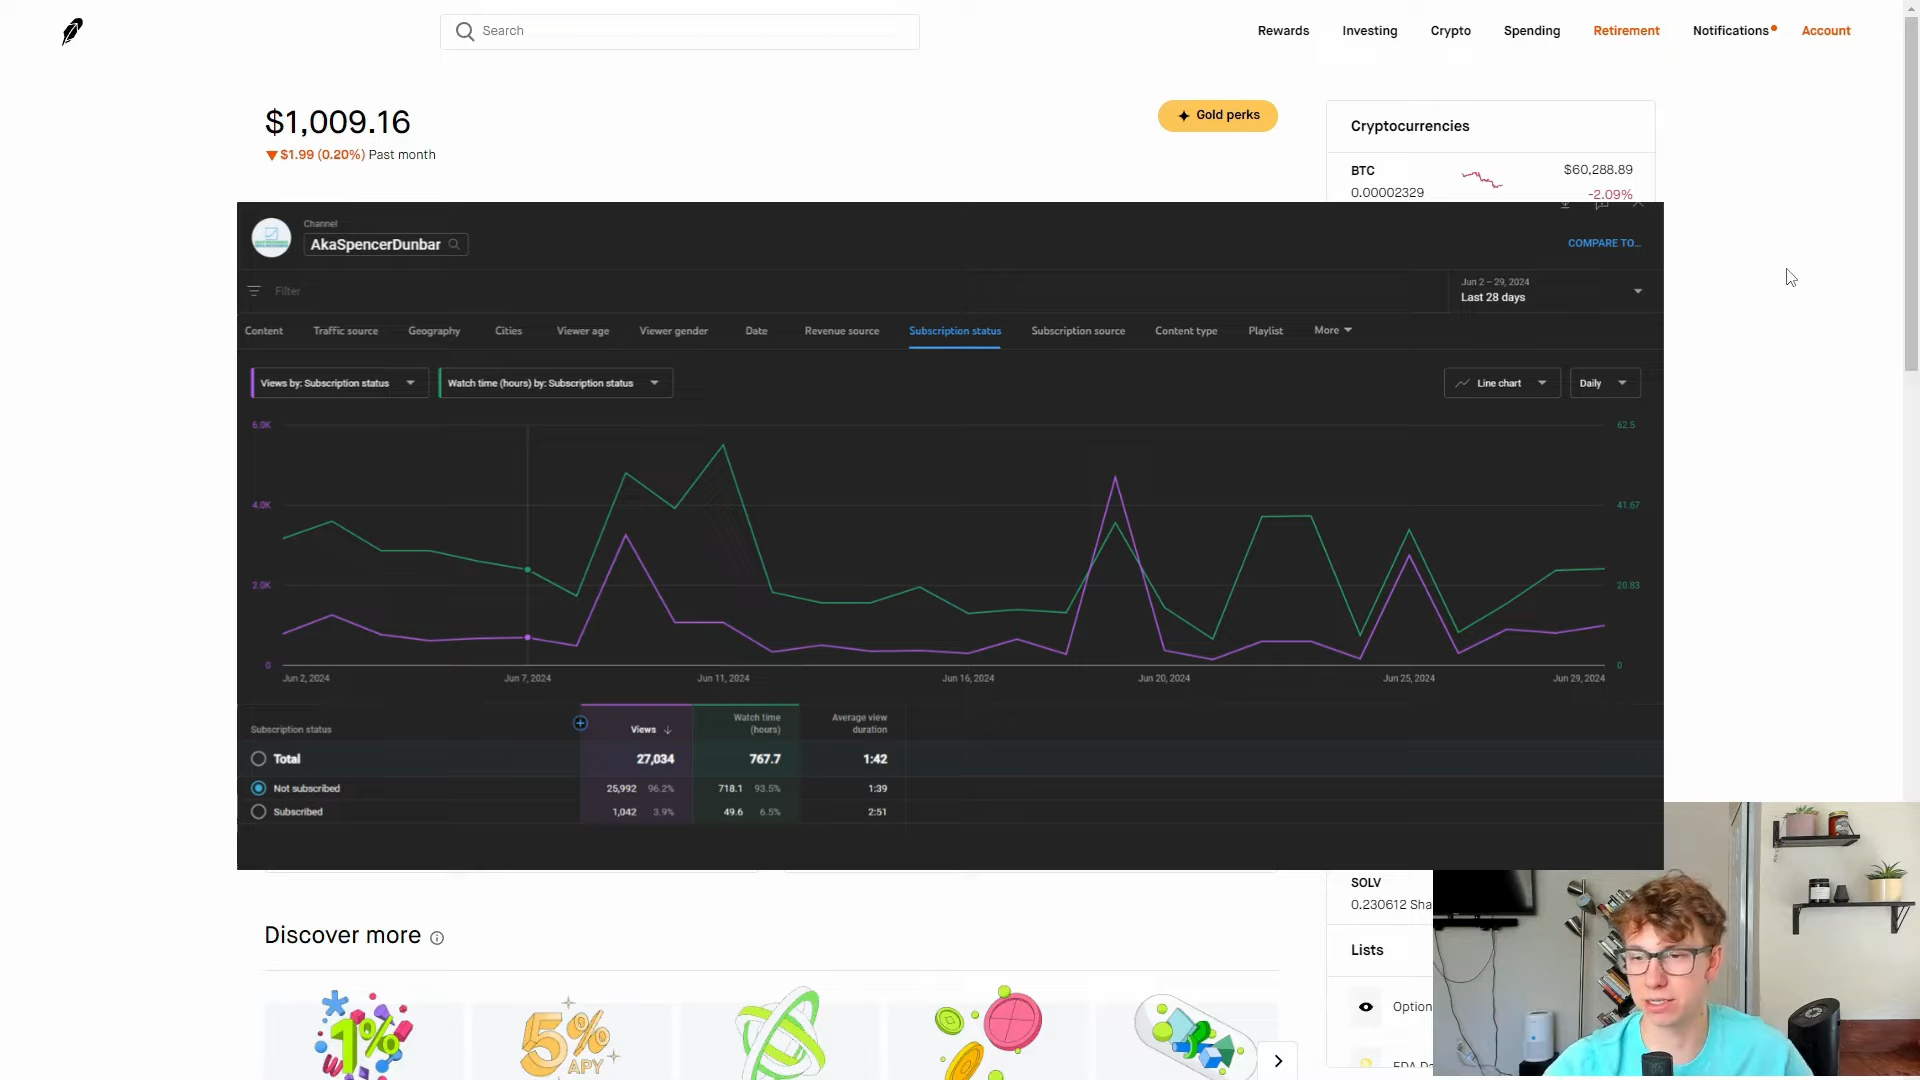 Search
Rewards
Investing
Crypto
Spending
Retirement
Notifications
Account
$1,009.16
$1.99 (0.20%) Past month
Gold perks
Cryptocurrencies
BTC
$60,288.89
0.00002329
-2.09%
Channel
AkaSpencerDunbar
COMPARE TO...
Filter
Jun 2 – 29, 2024
Last 28 days
Content
Traffic source
Geography
Cities
Viewer age
Viewer gender
Date
Revenue source
Subscription status
Subscription source
Content type
Playlist
More
Views by: Subscription status
Watch time (hours) by: Subscription status
Line chart
Daily
6.0K
62.5
4.0K
41.67
2.0K
20.83
0
0
Jun 2, 2024
Jun 7, 2024
Jun 11, 2024
Jun 16, 2024
Jun 20, 2024
Jun 25, 2024
Jun 29, 2024
Subscription status
Views
Watch time
(hours)
Average view
duration
Total
27,034
767.7
1:42
Not subscribed
25,992 96.2%
718.1 93.5%
1:39
Subscribed
1,042 3.9%
49.6 6.5%
2:51
SOLV
0.230612 Sha
Discover more
Lists
Option
1%
5%
APY